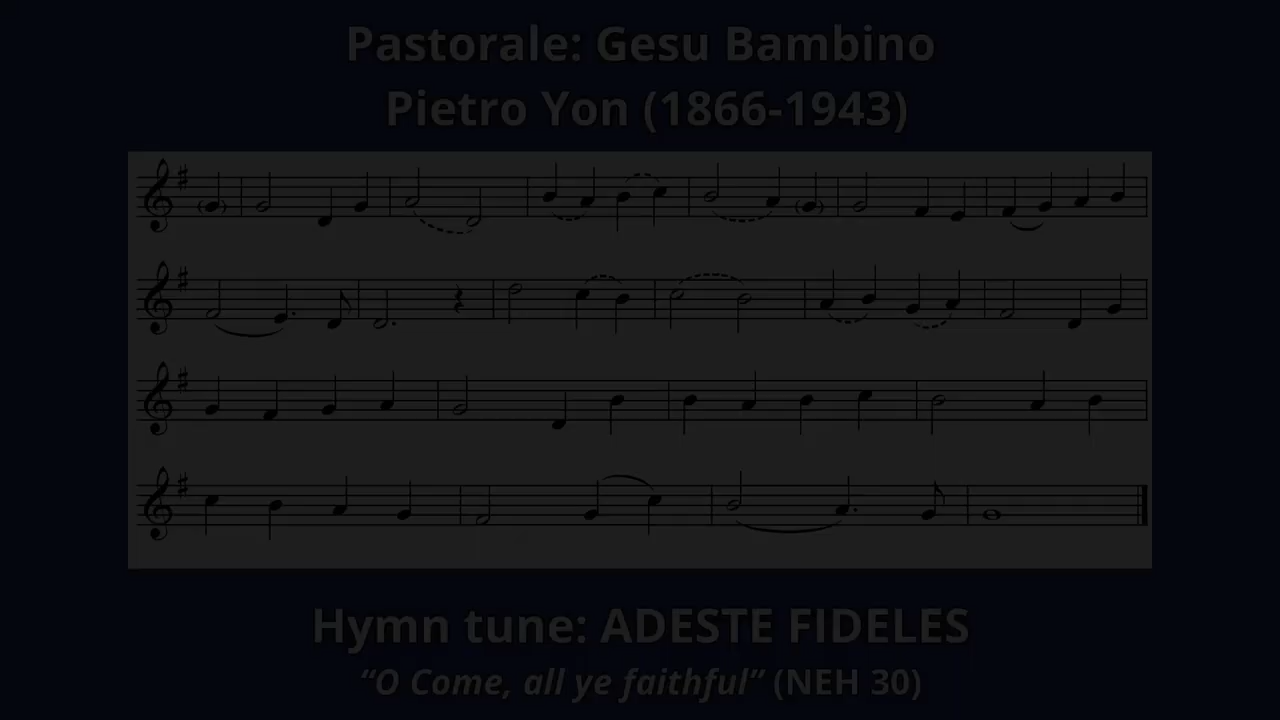 Pastorale: Gesu Bambino
Pietro Yon (1866-1943)
Hymn tune: ADESTE FIDELES
“O Come, all ye faithful” (NEH 30)